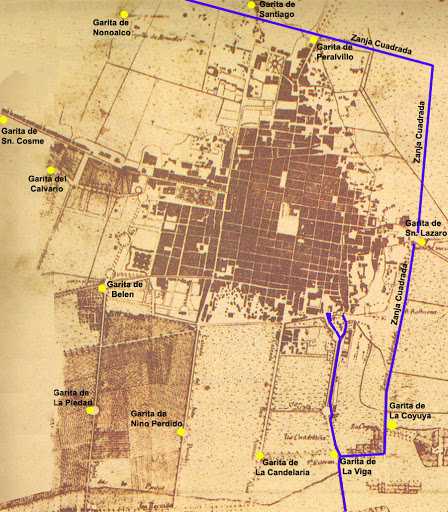 Garita de
Santiago
Garita de
Nonoalco
Garita de
Peralvillo
Zanja Cuadrada
Garita de
Sn. Cosme
Zanja Cuadrada
Garita del
Calvario
Garita de
Sn. Lazaro
Zanja Cuadrada
Garita de
Belen
Garita de
La Piedad
Garita de
Nino Perdido
Garita de
La Coyuya
Garita de
La Candelaria
Garita de
La Viga